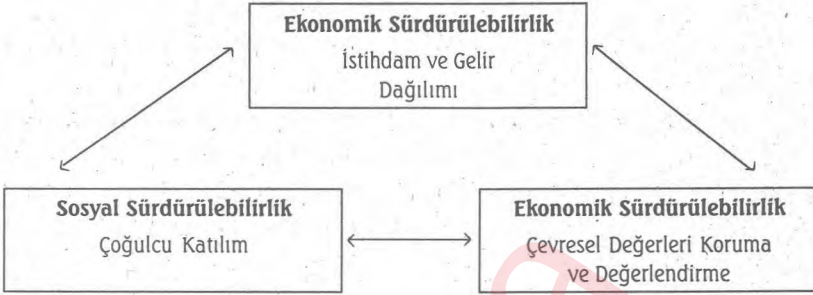 Ekonomik Sürdürülebilirlik
İstihdam ve Gelir
Dağılımı
Sosyal Sürdürülebilirlik
Çoğulcu Katılım
Ekonomik Sürdürülebilirlik
Çevresel Değerleri Koruma
ve Değerlendirme